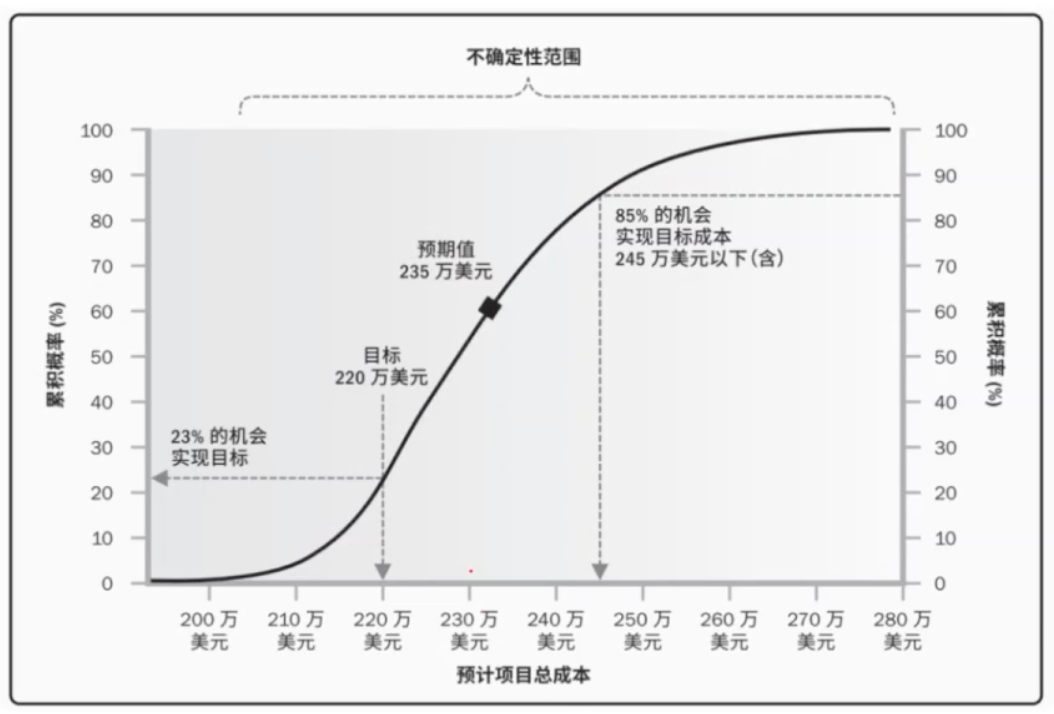 不确定性范围
100
90
80
70
60
50
40
30
20
10
0
累积概率 (%)
预期值
235 万美元
目标
220 万美元
23% 的机会
实现目标
85% 的机会
实现目标成本
245 万美元以下(含)
100
90
80
70
60
50
40
30
20
10
0
累积概率 (%)
200 万 210 万 220 万 230 万 240 万 250 万 260 万 270 万 280 万
美元 美元 美元 美元 美元 美元 美元 美元 美元
预计项目总成本